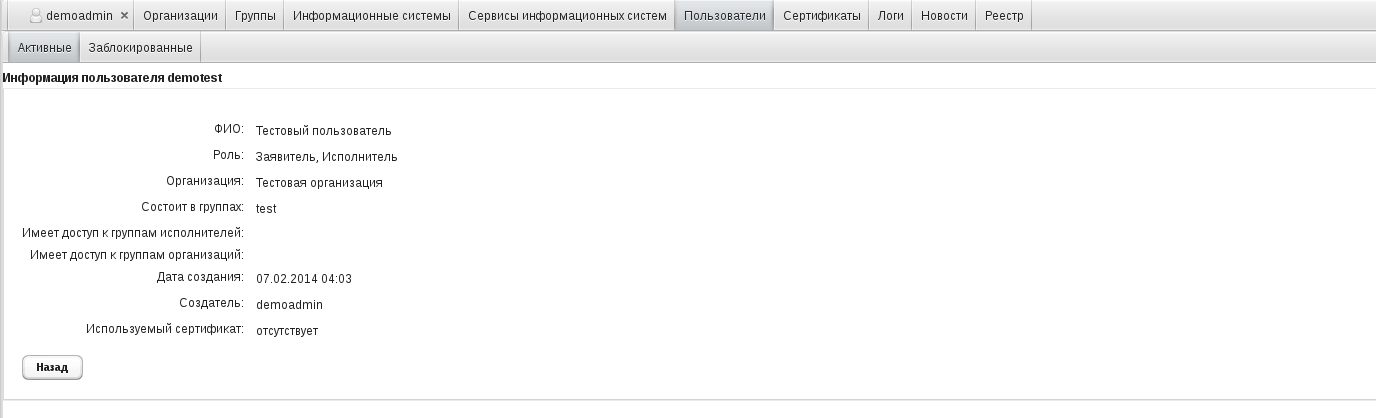 demoadmin × Организации Группы Информационные системы Сервисы информационных систем Пользователи Сертификаты Логи Новости Реестр
Активные Заблокированные
Информация пользователя demotest
ФИО: Тестовый пользователь
Роль: Заявитель, Исполнитель
Организация: Тестовая организация
Состоит в группах: test
Имеет доступ к группам исполнителей:
Имеет доступ к группам организаций:
Дата создания: 07.02.2014 04:03
Создатель: demoadmin
Используемый сертификат: отсутствует
Назад